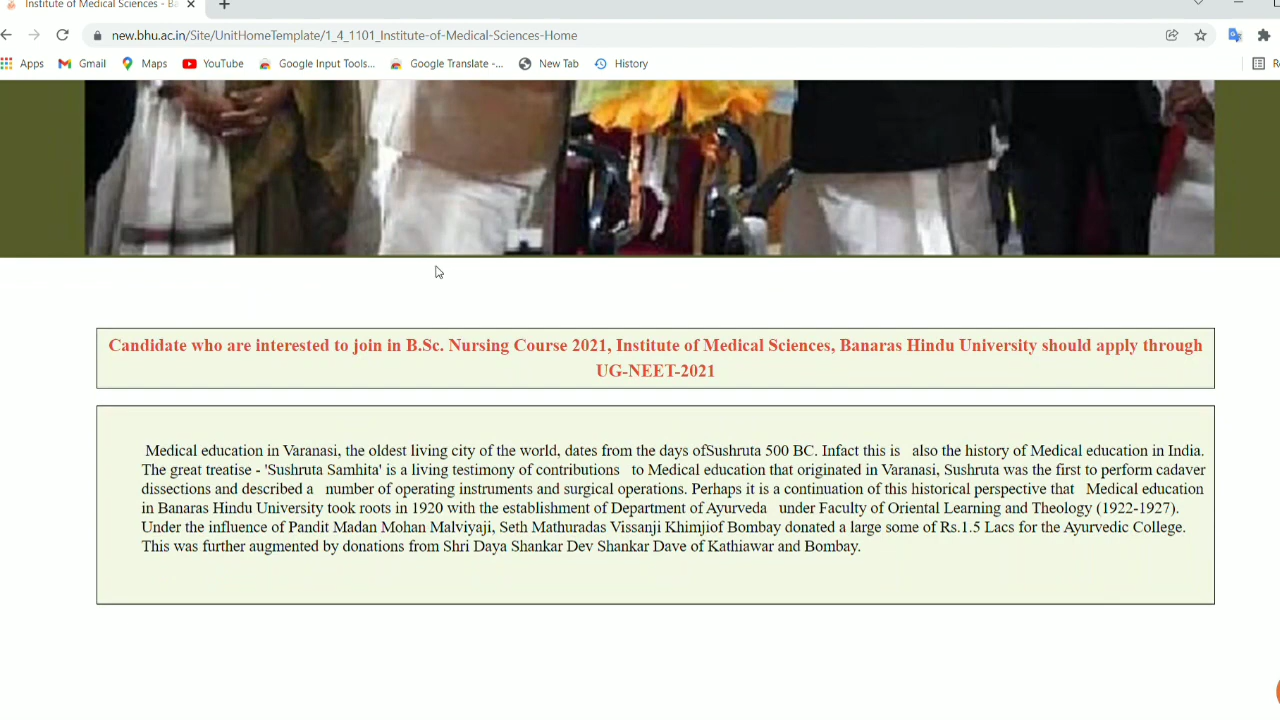 Institute of Medical Sciences - Ba
new.bhu.ac.in/Site/UnitHomeTemplate/1_4_1101_Institute-of-Medical-Sciences-Home
Apps Gmail Maps YouTube Google Input Tools... Google Translate -... New Tab History
Candidate who are interested to join in B.Sc. Nursing Course 2021, Institute of Medical Sciences, Banaras Hindu University should apply through
UG-NEET-2021
Medical education in Varanasi, the oldest living city of the world, dates from the days ofSushruta 500 BC. Infact this is also the history of Medical education in India.
The great treatise - 'Sushruta Samhita' is a living testimony of contributions to Medical education that originated in Varanasi, Sushruta was the first to perform cadaver
dissections and described a number of operating instruments and surgical operations. Perhaps it is a continuation of this historical perspective that Medical education
in Banaras Hindu University took roots in 1920 with the establishment of Department of Ayurveda under Faculty of Oriental Learning and Theology (1922-1927).
Under the influence of Pandit Madan Mohan Malviyaji, Seth Mathuradas Vissanji Khimjiof Bombay donated a large some of Rs.1.5 Lacs for the Ayurvedic College.
This was further augmented by donations from Shri Daya Shankar Dev Shankar Dave of Kathiawar and Bombay.